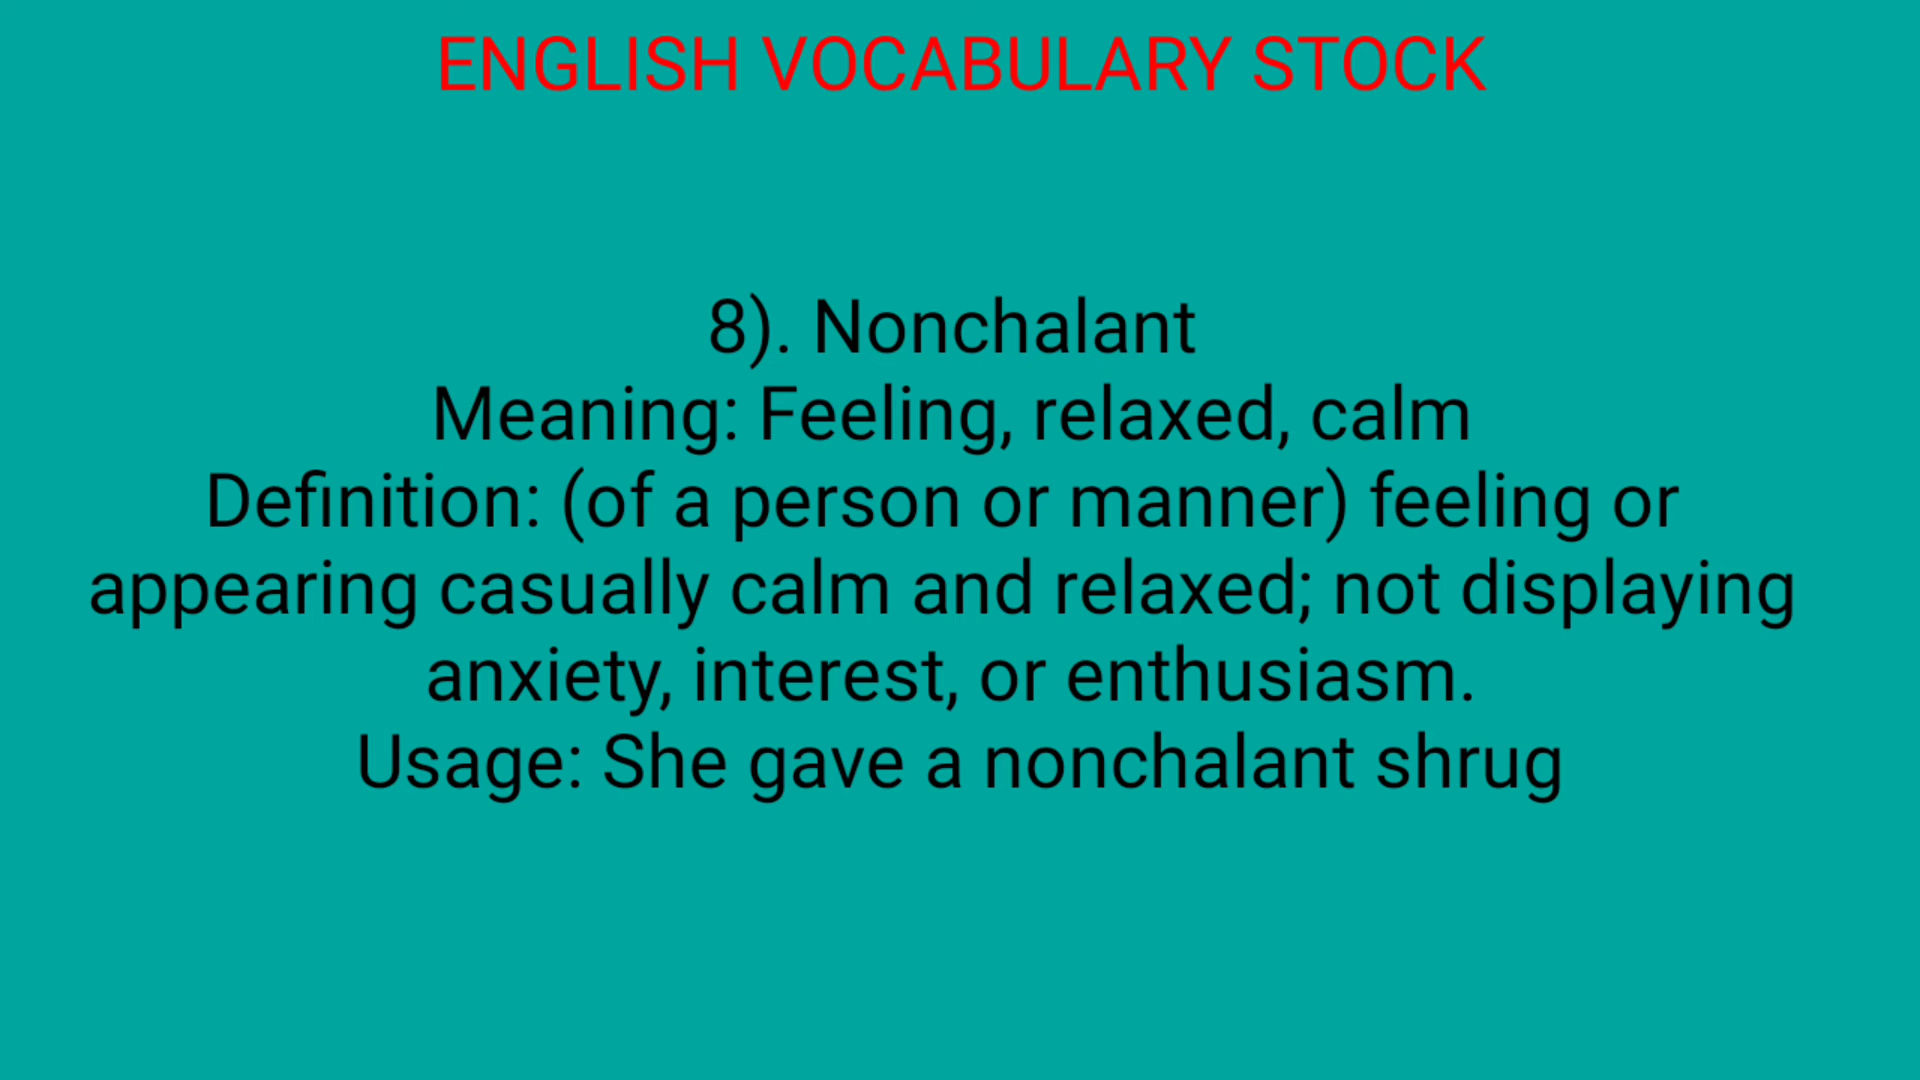 ENGLISH VOCABULARY STOCK
8). Nonchalant
Meaning: Feeling, relaxed, calm
Definition: (of a person or manner) feeling or
appearing casually calm and relaxed; not displaying
anxiety, interest, or enthusiasm.
Usage: She gave a nonchalant shrug